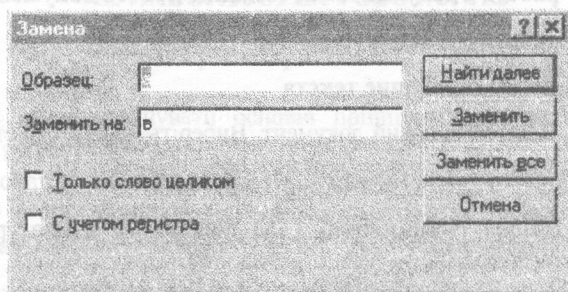 Замена
Образец:
Найти далее
Заменить на: в
Заменить
Заменить все
Только слово целиком
С учетом регистра
Отмена